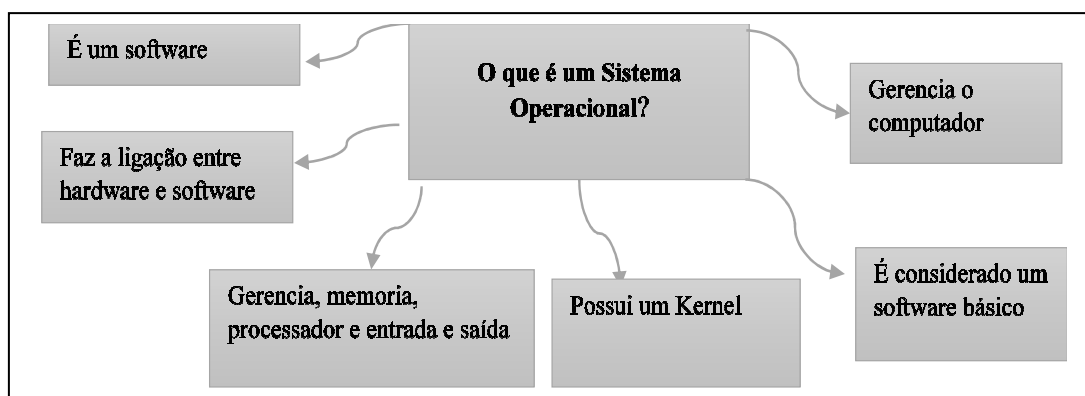 É um software
O que é um Sistema
Operacional?
Gerencia o
computador
Faz a ligação entre
hardware e software
Gerencia, memoria,
processador e entrada e saída
Possui um Kernel
É considerado um
software básico